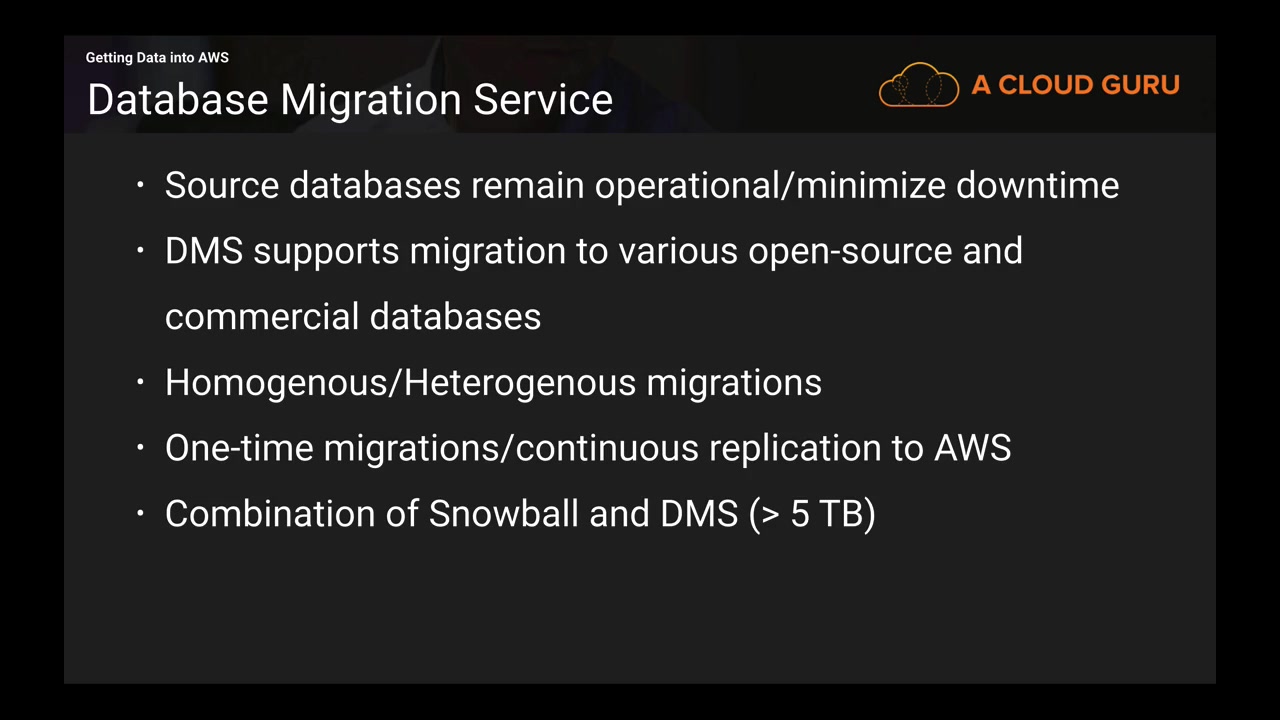 Getting Data into AWS
Database Migration Service
A CLOUD GURU
• Source databases remain operational/minimize downtime
• DMS supports migration to various open-source and
commercial databases
• Homogenous/Heterogenous migrations
• One-time migrations/continuous replication to AWS
• Combination of Snowball and DMS (> 5 TB)